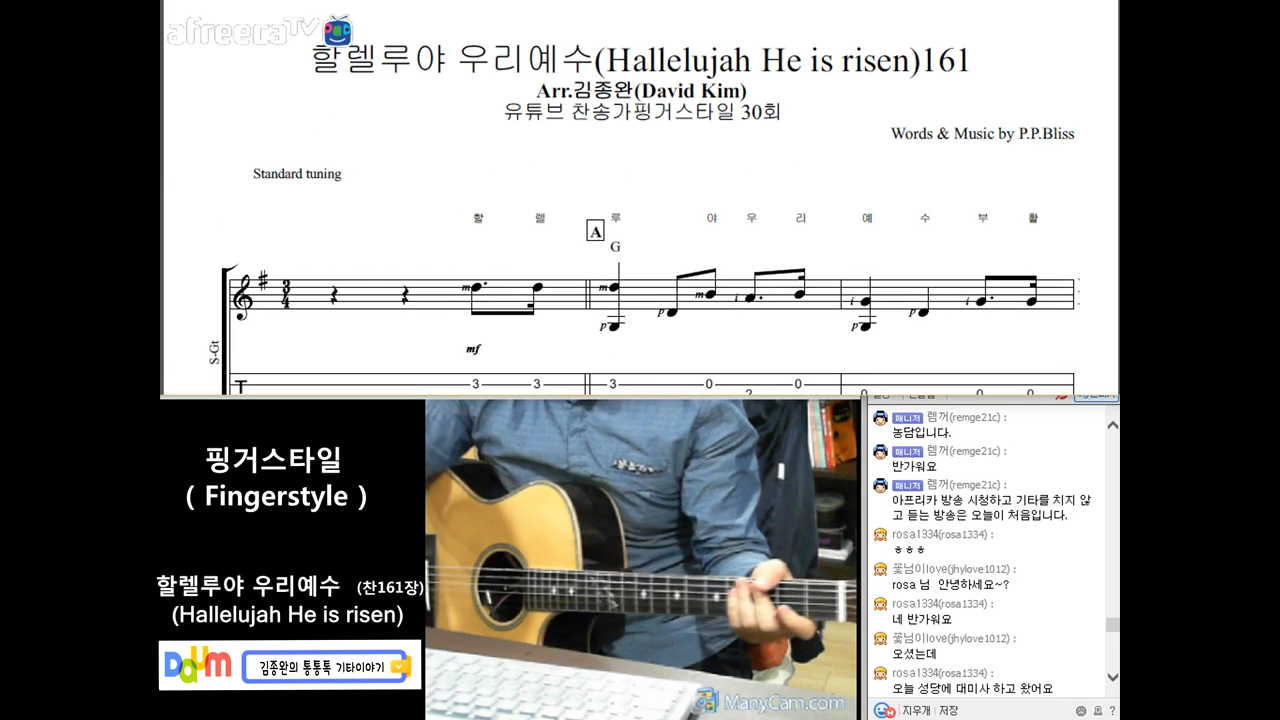 afreecaTV
할렐루야 우리예수(Hallelujah He is risen)161
Arr.김종완(David Kim)
유튜브 찬송가핑거스타일 30회
Words & Music by P.P.Bliss
Standard tuning
할 렐 루 야 우 리 예 수 부 활
A
G
3
4
m m m i i
p p p p i
mf
S-Gt
T
3 3 3 0 0
핑거스타일
( Fingerstyle )
할렐루야 우리예수 (찬161장)
(Hallelujah He is risen)
Daum 김종완의 통통톡 기타이야기
매니저 렘꺼(remge21c) :
농담입니다.
매니저 렘꺼(remge21c) :
반가워요
매니저 렘꺼(remge21c) :
아프리카 방송 시청하고 기타를 치지 않
고 듣는 방송은 오늘이 처음입니다.
rosa1334(rosa1334) :
ㅎㅎㅎ
꽃님이love(jhylove1012) :
rosa 님 안녕하세요~?
rosa1334(rosa1334) :
네 반가워요
꽃님이love(jhylove1012) :
오셨는데
rosa1334(rosa1334) :
오늘 성당에 대미사 하고 왔어요
지우개 | 저장
?
ManyCam.com